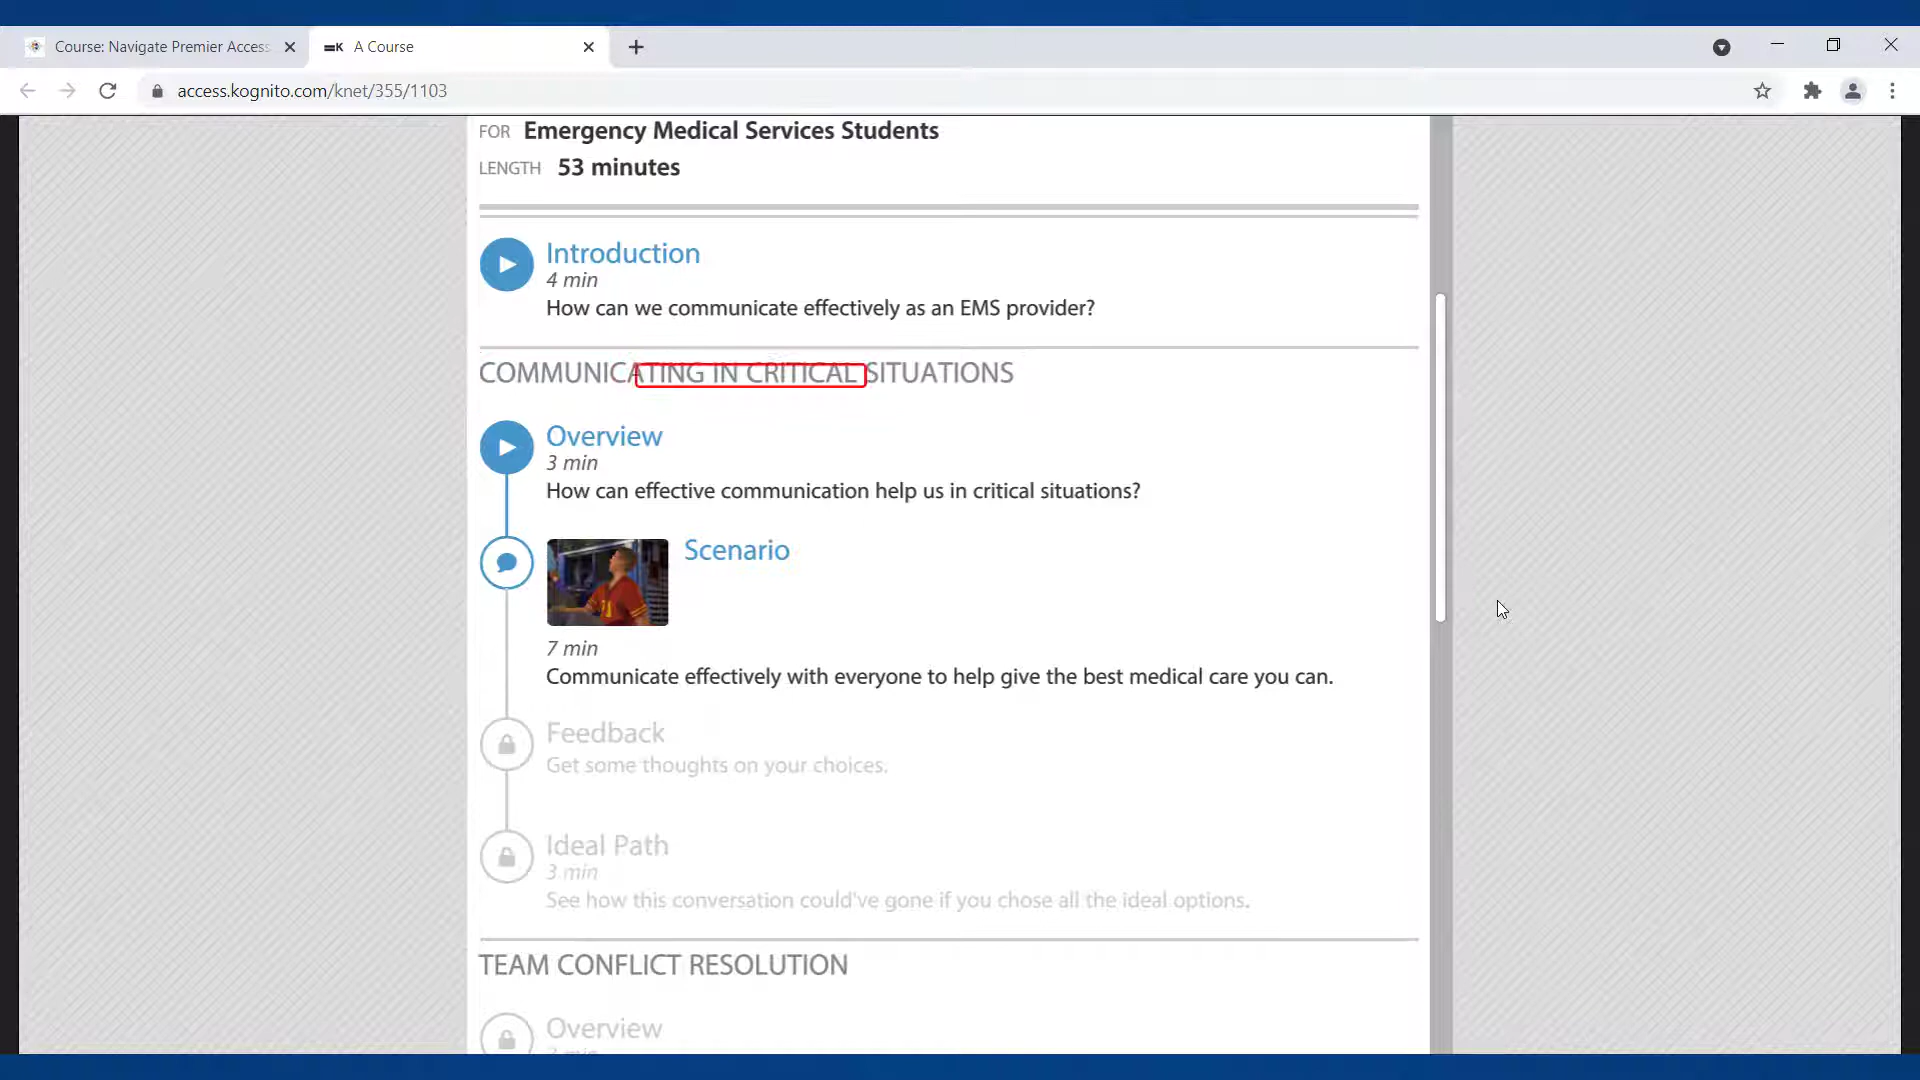 Course: Navigate Premier Access
A Course
access.kognito.com/knet/355/1103
FOR Emergency Medical Services Students
LENGTH 53 minutes
Introduction
4 min
How can we communicate effectively as an EMS provider?
COMMUNICATING IN CRITICAL SITUATIONS
Overview
3 min
How can effective communication help us in critical situations?
Scenario
7 min
Communicate effectively with everyone to help give the best medical care you can.
Feedback
Get some thoughts on your choices.
Ideal Path
3 min
See how this conversation could've gone if you chose all the ideal options.
TEAM CONFLICT RESOLUTION
Overview